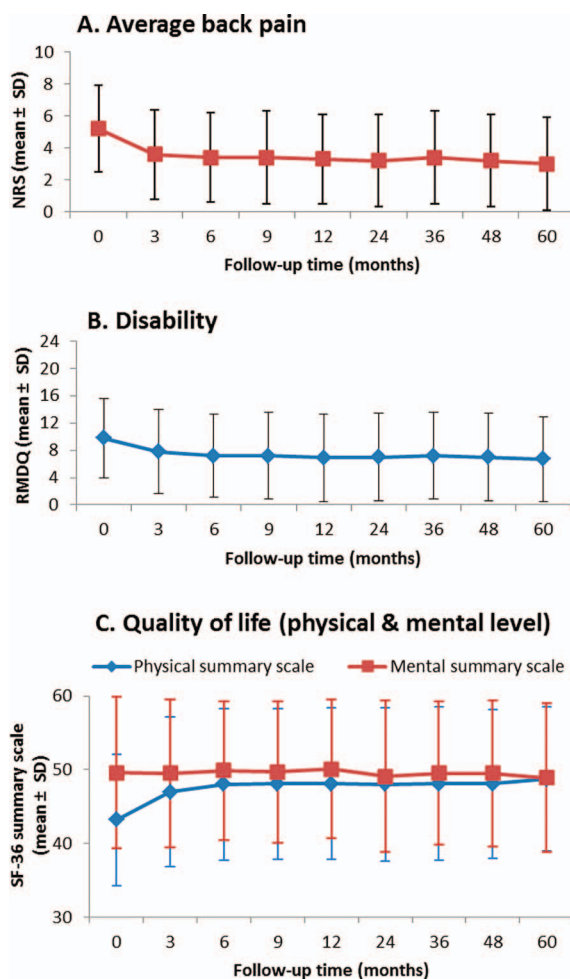 A. Average back pain
NRS (mean ± SD)
10
8
6
4
2
0
0 3 6 9 12 24 36 48 60
Follow-up time (months)
B. Disability
RMDQ (mean ± SD)
24
20
16
12
8
4
0
0 3 6 9 12 24 36 48 60
Follow-up time (months)
C. Quality of life (physical & mental level)
Physical summary scale Mental summary scale
SF-36 summary scale
(mean ± SD)
60
50
40
30
0 3 6 9 12 24 36 48 60
Follow-up time (months)